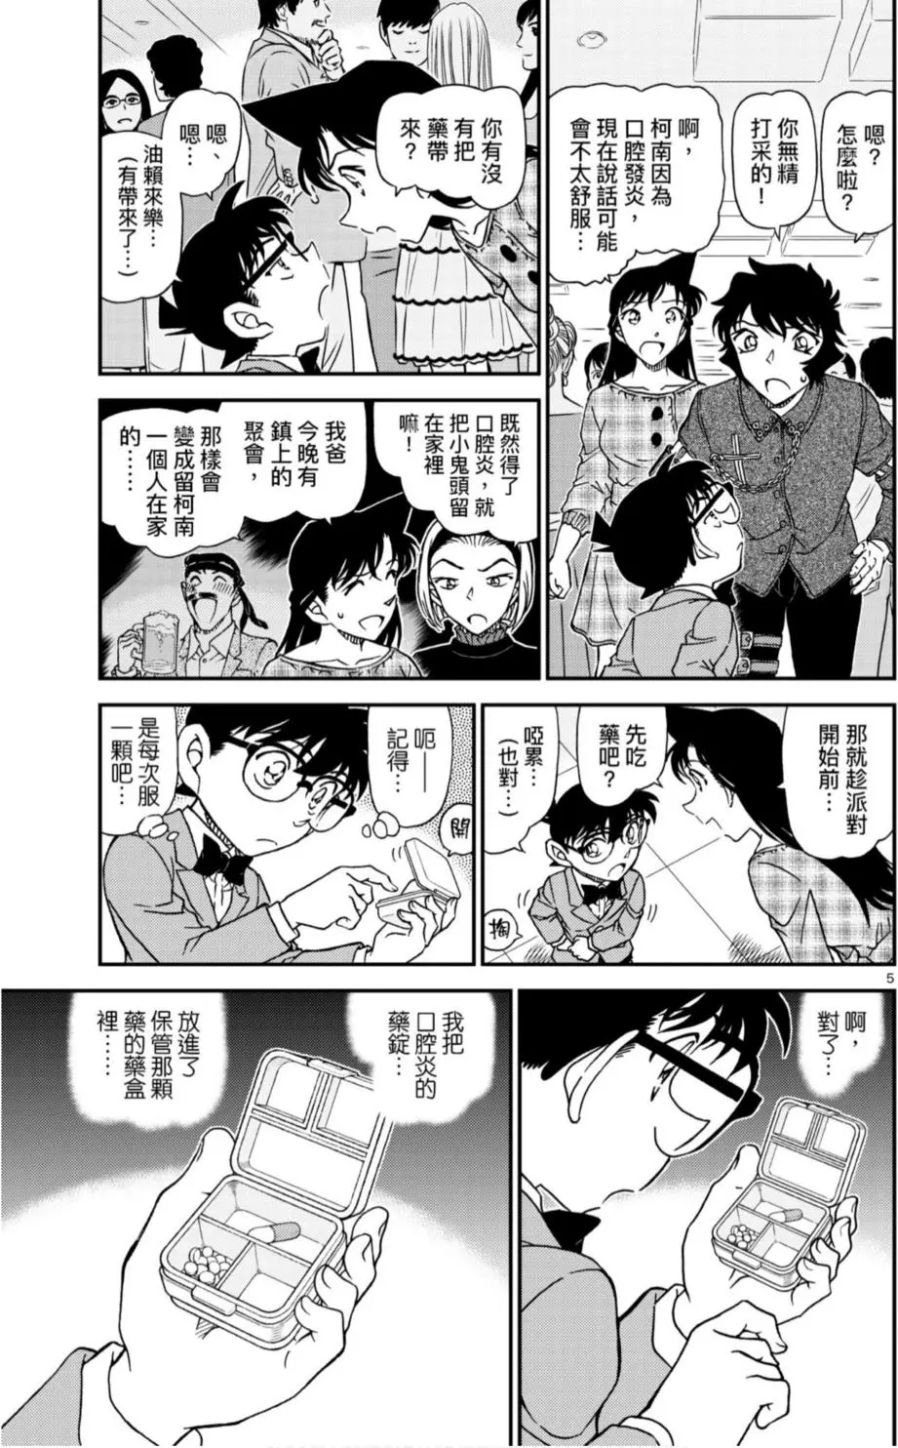 嗯?
怎麼啦?
你無精
打采的!
啊,
柯南因為
口腔發炎,
現在說話可能
會不太舒服…
你有沒
有把
藥帶
來?
嗯、
嗯…
油賴來樂…
(有帶來了…)
既然得了
口腔炎,就
把小鬼頭留
在家裡
嘛!
我爸
今晚有
鎮上的
聚會,
那樣會
變成留柯南
一個人在家
的……
那就趁派對
開始前…
先吃
藥吧?
啞累…
(也對…)
掏
呃——
記得…
開
是每次服
一顆吧…
5
啊,
對了…
我把
口腔炎的
藥錠…
放進了
保管那顆
藥的藥盒
裡……